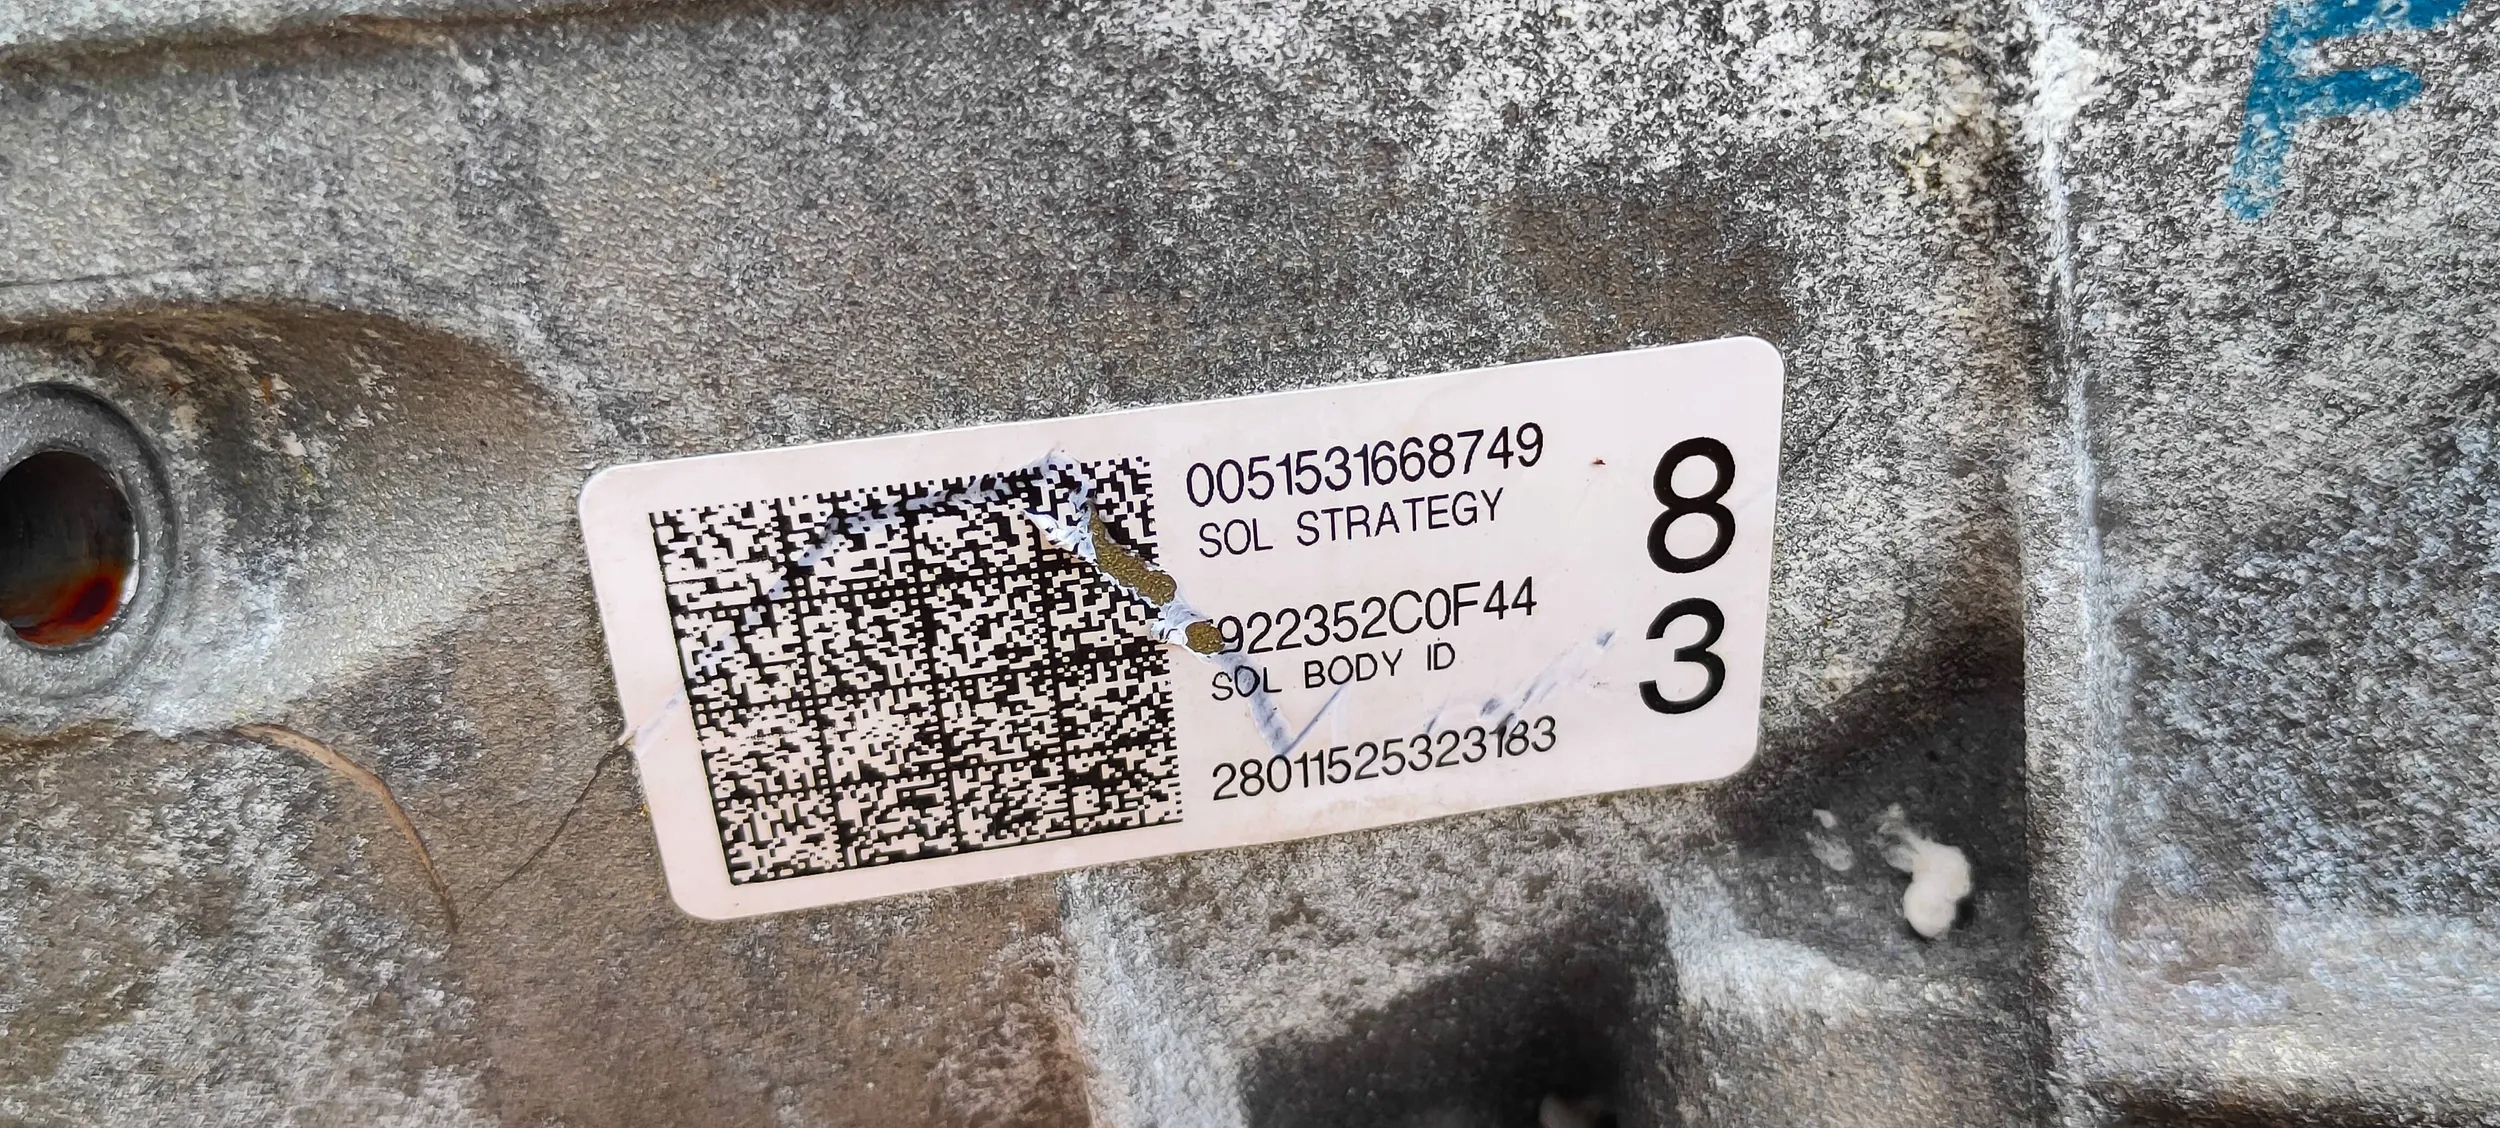 0051531668749
SOL STRATEGY
8
922352C0F44
SOL BODY ID
3
28011525323183
F